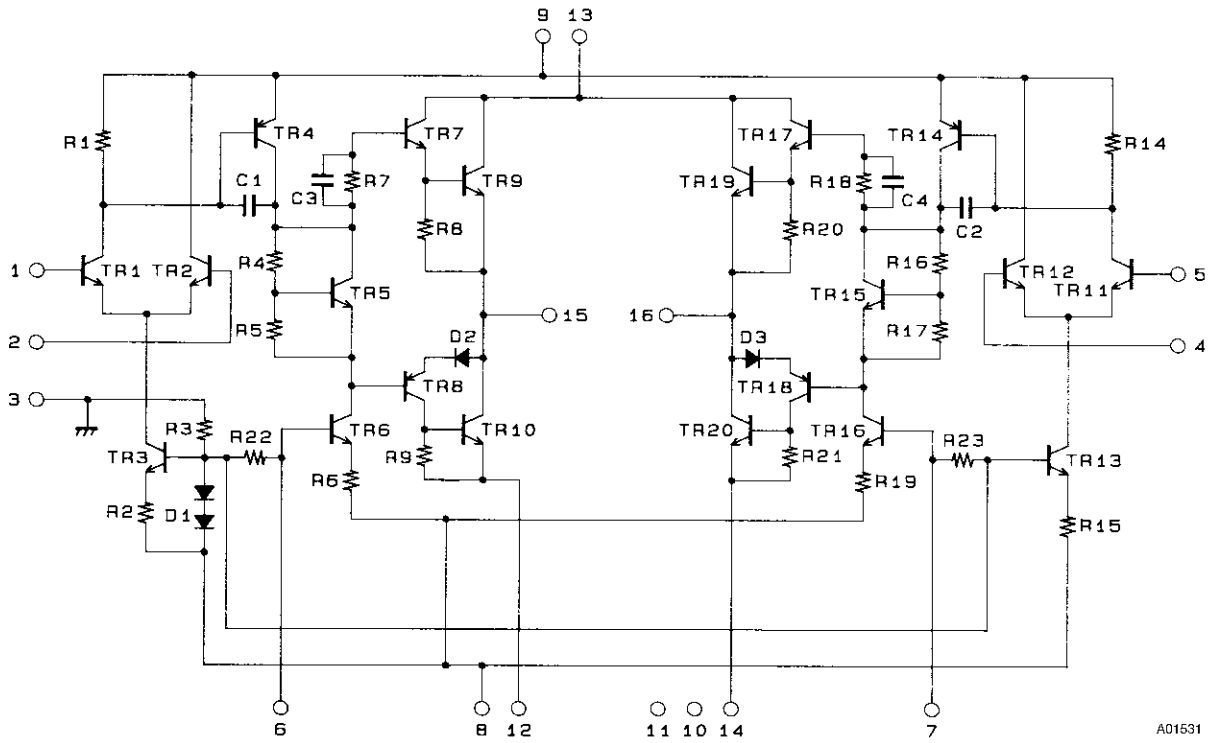 9 13
R1 TR4 TR7 TR17 TR14 R14
C1 C3 R7 TR9 TR19 R18 C4 C2
R8 R20
1 TR1 TR2 R4 R16 TR12 TR11 5
TR5 TR15
2 R5 15 16 R17 4
D2 D3
3 TR8 TR18
R3 R22 TR6 TR10 TR20 TR16 R23
TR3 R9 R21 TR13
R2 D1 R6 R19 R15
6 8 12 11 10 14 7
A01531